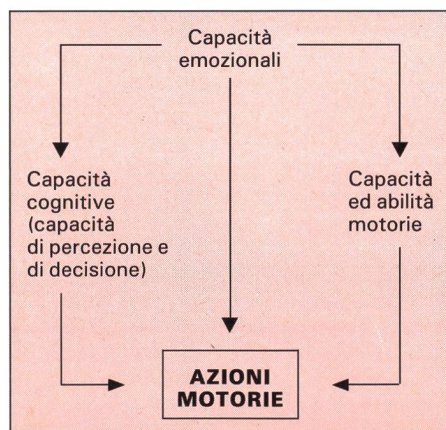 Capacità
emozionali
Capacità
cognitive
(capacità
di percezione e
di decisione)
Capacità
ed abilità
motorie
AZIONI
MOTORIE